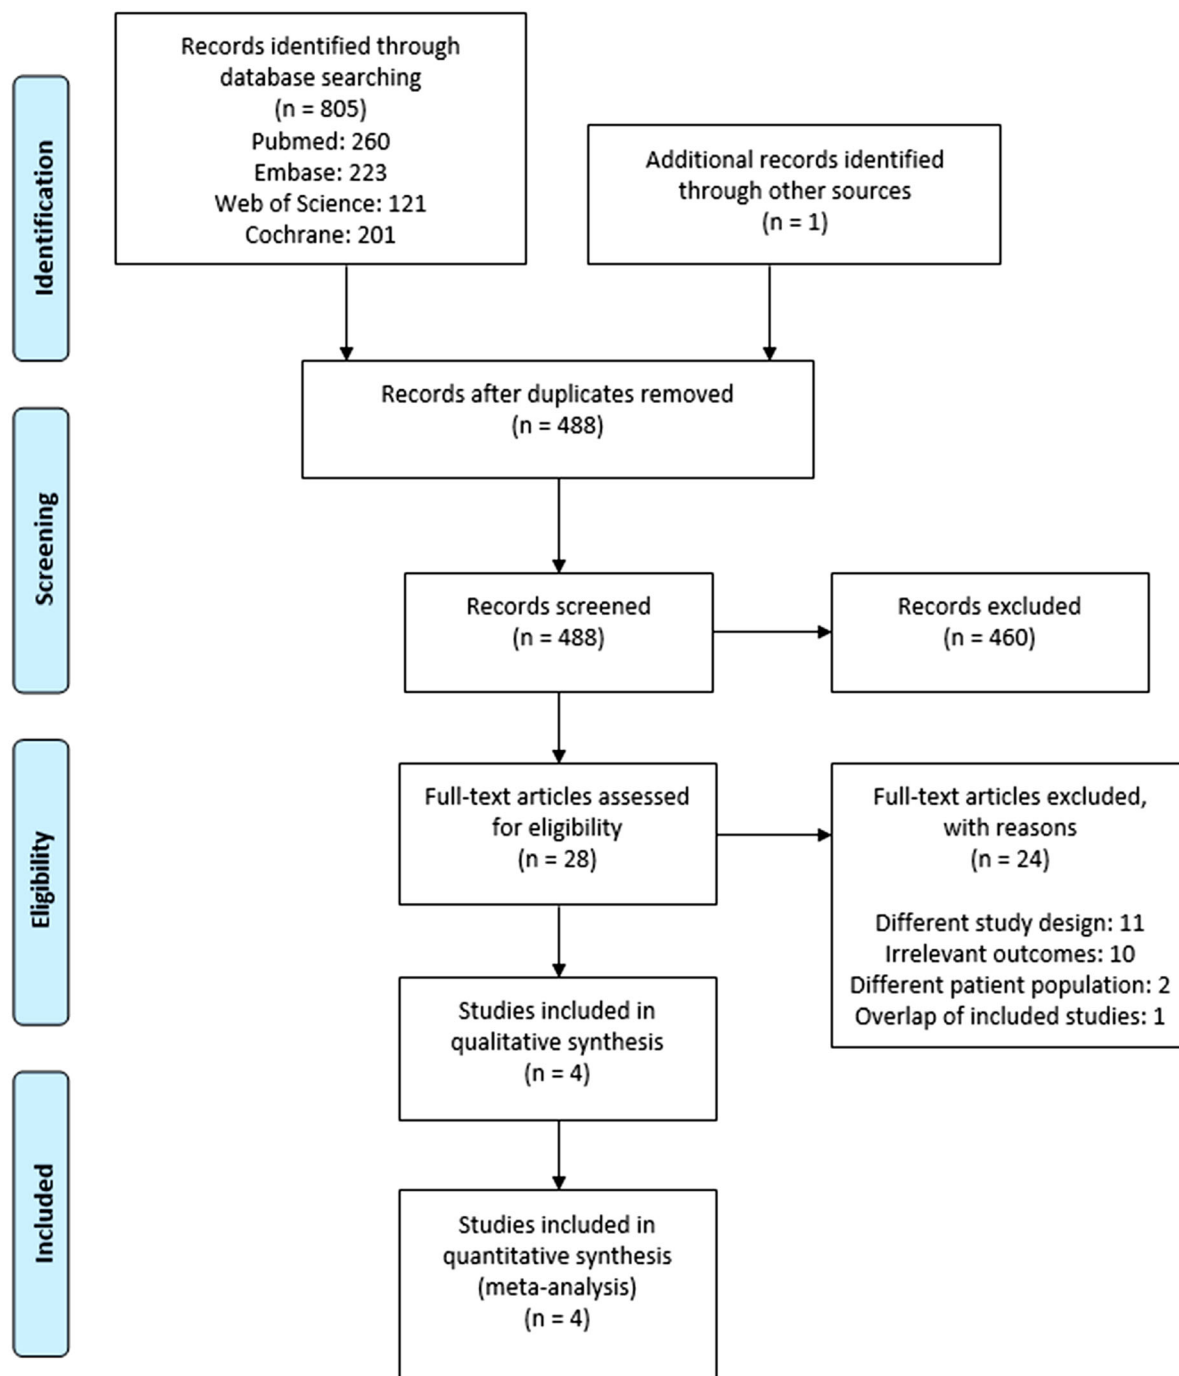 Identification
Records identified through
database searching
(n = 805)
Pubmed: 260
Embase: 223
Web of Science: 121
Cochrane: 201
Additional records identified
through other sources
(n = 1)
Records after duplicates removed
(n = 488)
Screening
Records screened
(n = 488)
Records excluded
(n = 460)
Eligibility
Full-text articles assessed
for eligibility
(n = 28)
Full-text articles excluded,
with reasons
(n = 24)
Different study design: 11
Irrelevant outcomes: 10
Different patient population: 2
Overlap of included studies: 1
Studies included in
qualitative synthesis
(n = 4)
Included
Studies included in
quantitative synthesis
(meta-analysis)
(n = 4)